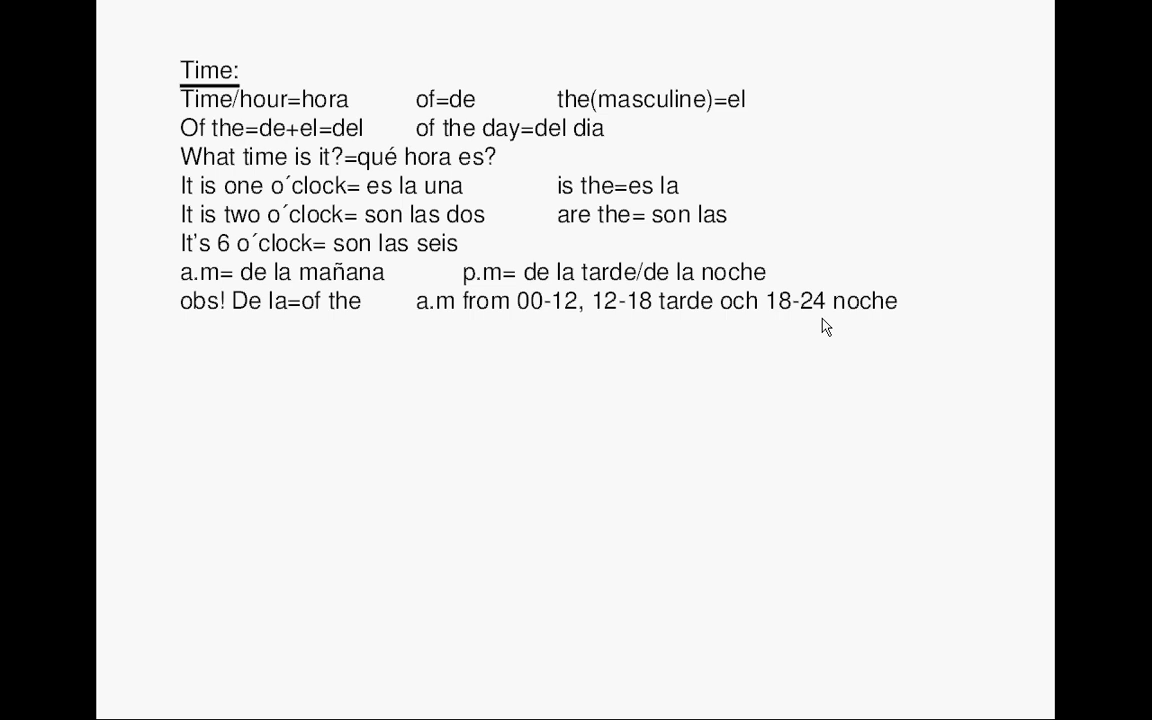 Time:
Time/hour=hora of=de the(masculine)=el
Of the=de+el=del of the day=del dia
What time is it?=qué hora es?
It is one o´clock= es la una is the=es la
It is two o´clock= son las dos are the= son las
It's 6 o´clock= son las seis
a.m= de la mañana p.m= de la tarde/de la noche
obs! De la=of the a.m from 00-12, 12-18 tarde och 18-24 noche